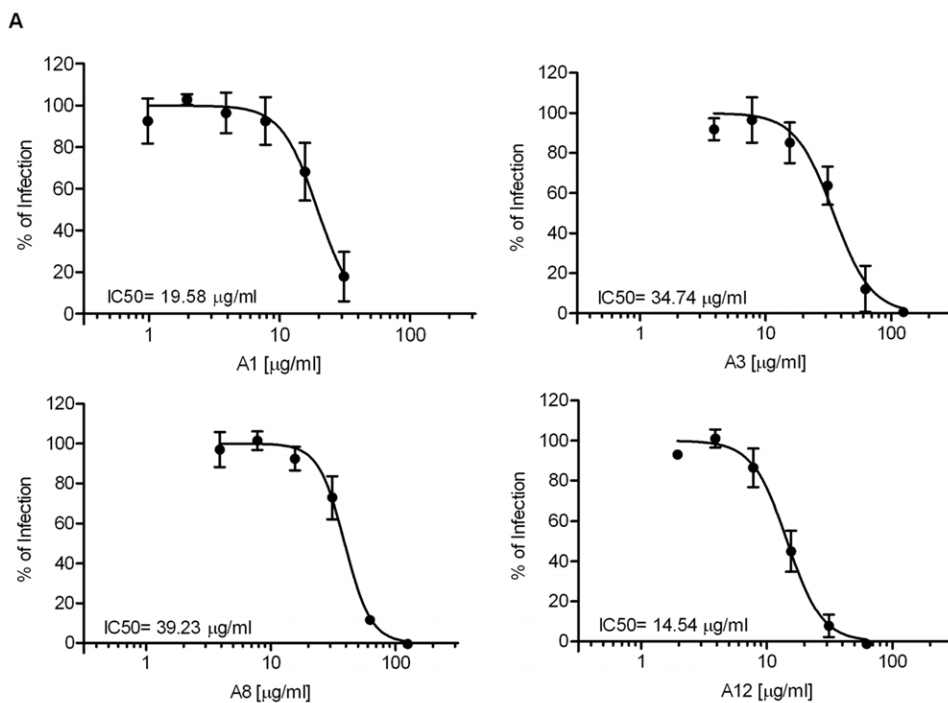 A
120
100
80
60
40
20
0
% of Infection
IC50= 19.58 µg/ml
1 10 100
A1 [µg/ml]
120
100
80
60
40
20
0
% of Infection
IC50= 34.74 µg/ml
1 10 100
A3 [µg/ml]
120
100
80
60
40
20
0
% of Infection
IC50= 39.23 µg/ml
1 10 100
A8 [µg/ml]
120
100
80
60
40
20
0
% of Infection
IC50= 14.54 µg/ml
1 10 100
A12 [µg/ml]